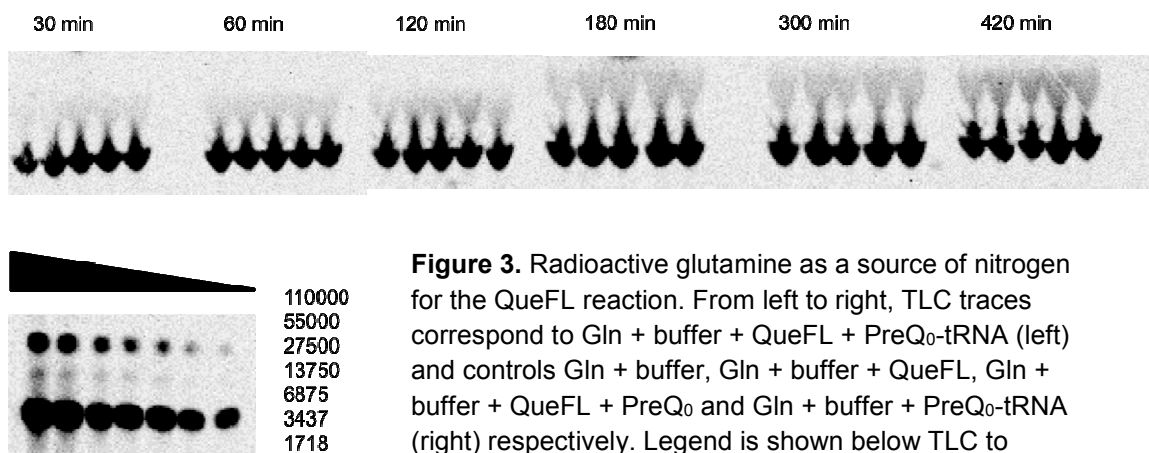 30 min 60 min 120 min 180 min 300 min 420 min
110000
55000
27500
13750
6875
3437
1718
Figure 3. Radioactive glutamine as a source of nitrogen
for the QueFL reaction. From left to right, TLC traces
correspond to Gln + buffer + QueFL + PreQ₀-tRNA (left)
and controls Gln + buffer, Gln + buffer + QueFL, Gln +
buffer + QueFL + PreQ₀ and Gln + buffer + PreQ₀-tRNA
(right) respectively. Legend is shown below TLC to